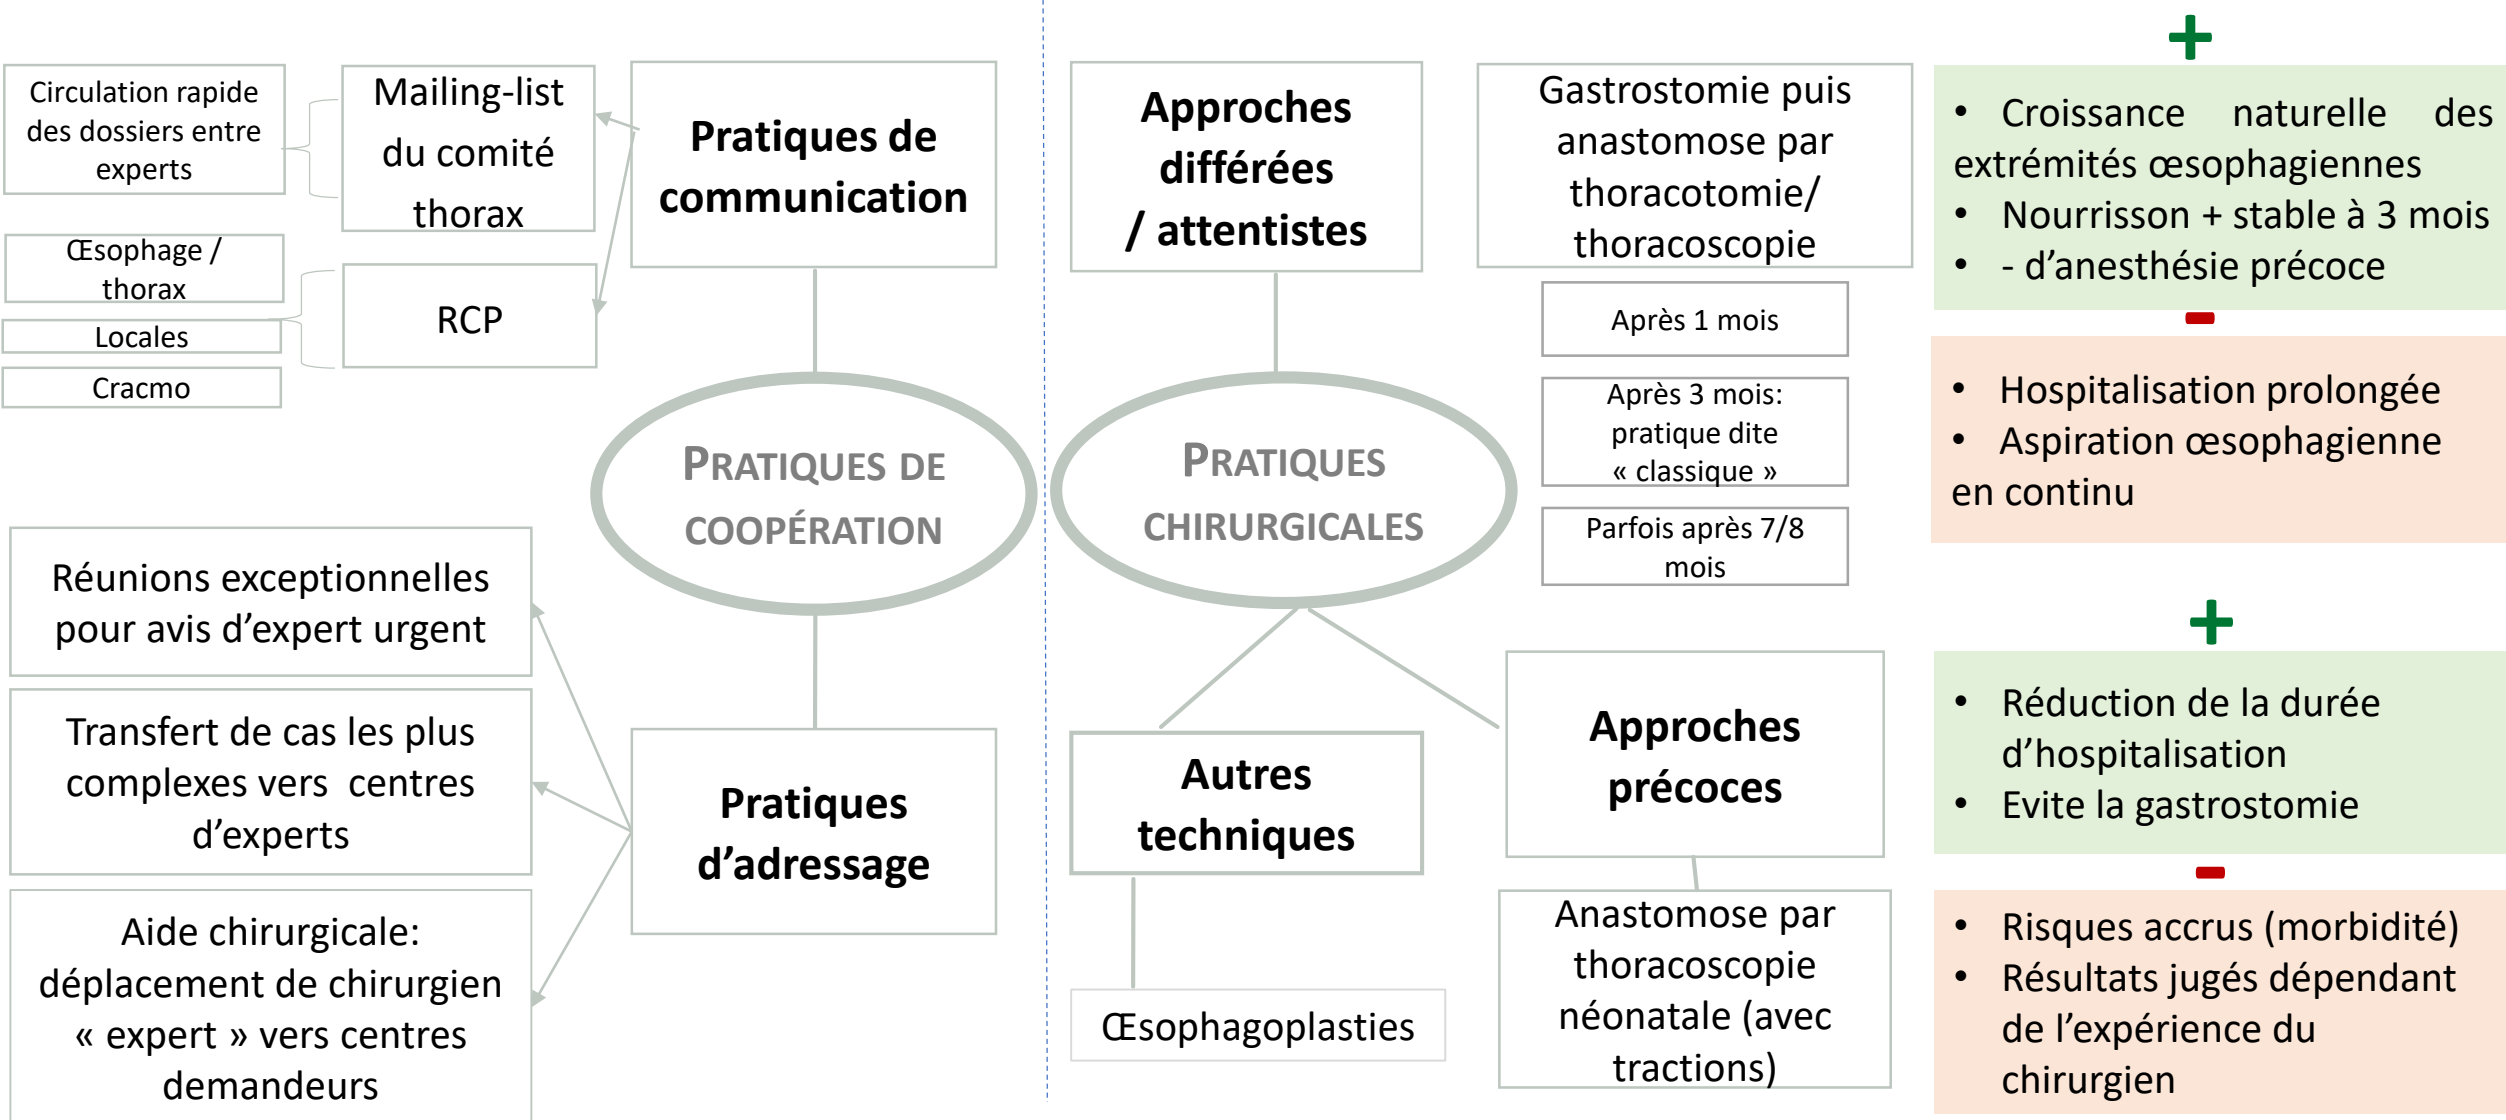 Circulation rapide
des dossiers entre
experts
Mailing-list
du comité
thorax
Pratiques de
communication
Œsophage /
thorax
Locales
Cracmo
RCP
PRATIQUES DE
COOPÉRATION
Réunions exceptionnelles
pour avis d’expert urgent
Transfert de cas les plus
complexes vers centres
d’experts
Aide chirurgicale:
déplacement de chirurgien
« expert » vers centres
demandeurs
Pratiques
d’adressage
Approches
différées
/ attentistes
Gastrostomie puis
anastomose par
thoracotomie/
thoracoscopie
Après 1 mois
Après 3 mois:
pratique dite
« classique »
Parfois après 7/8
mois
PRATIQUES
CHIRURGICALES
Autres
techniques
Œsophagoplasties
Approches
précoces
Anastomose par
thoracoscopie
néonatale (avec
tractions)
+
• Croissance naturelle des
extrémités œsophagiennes
• Nourrisson + stable à 3 mois
• - d’anesthésie précoce
-
• Hospitalisation prolongée
• Aspiration œsophagienne
en continu
+
• Réduction de la durée
d’hospitalisation
• Evite la gastrostomie
-
• Risques accrus (morbidité)
• Résultats jugés dépendant
de l’expérience du
chirurgien